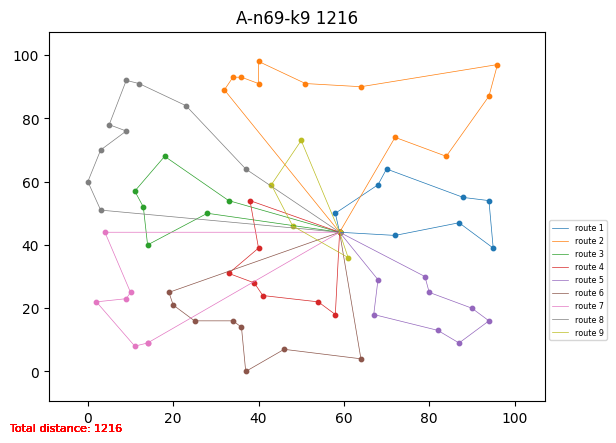 A-n69-k9 1216
100
80
60
40
20
0
0 20 40 60 80 100
route 1
route 2
route 3
route 4
route 5
route 6
route 7
route 8
route 9
Total distance: 1216